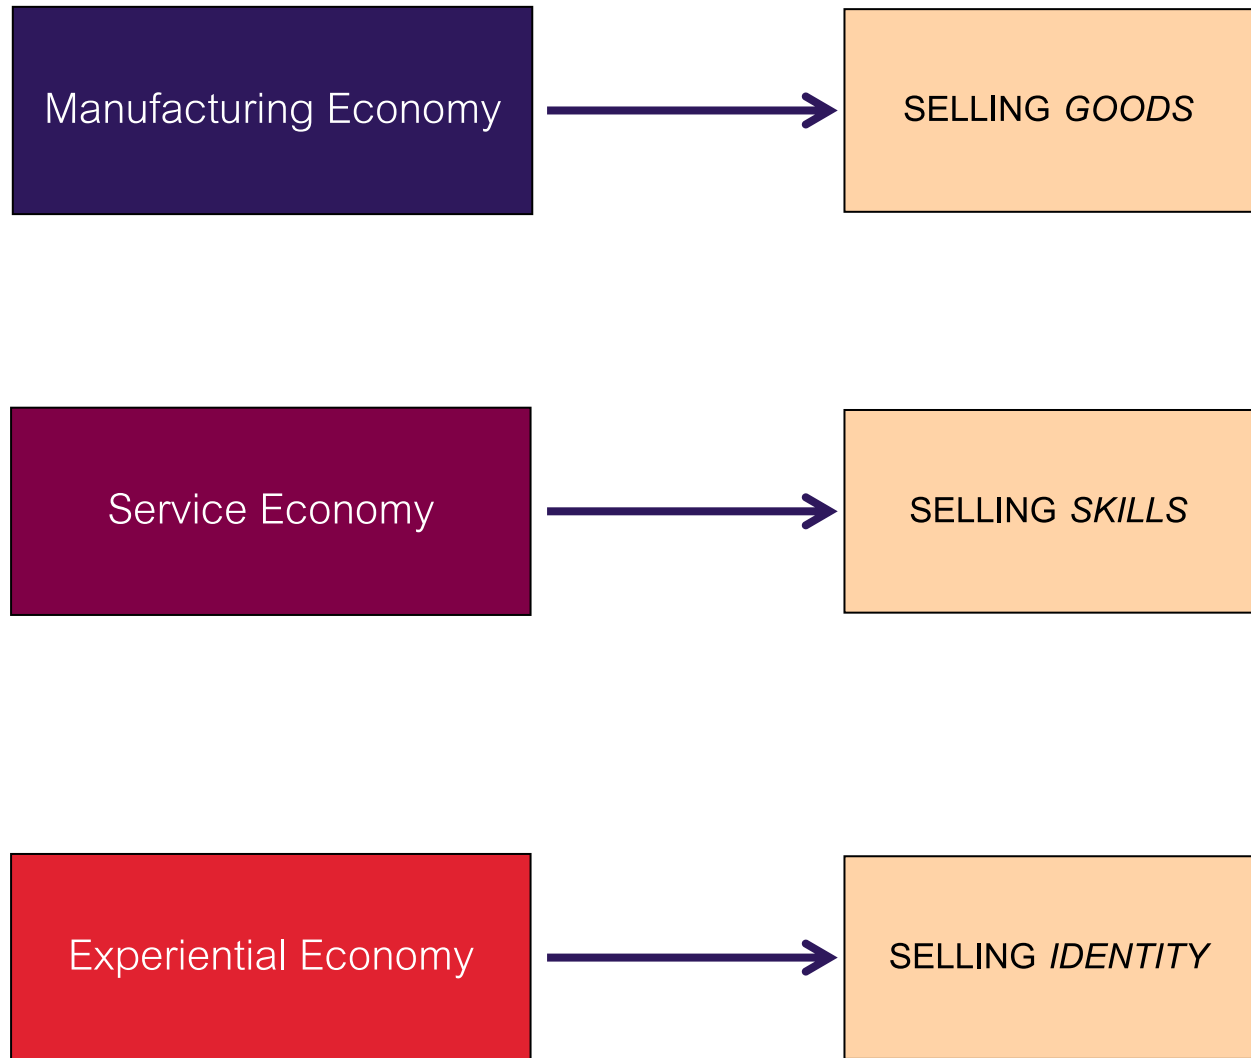 Manufacturing Economy
SELLING GOODS
Service Economy
SELLING SKILLS
Experiential Economy
SELLING IDENTITY